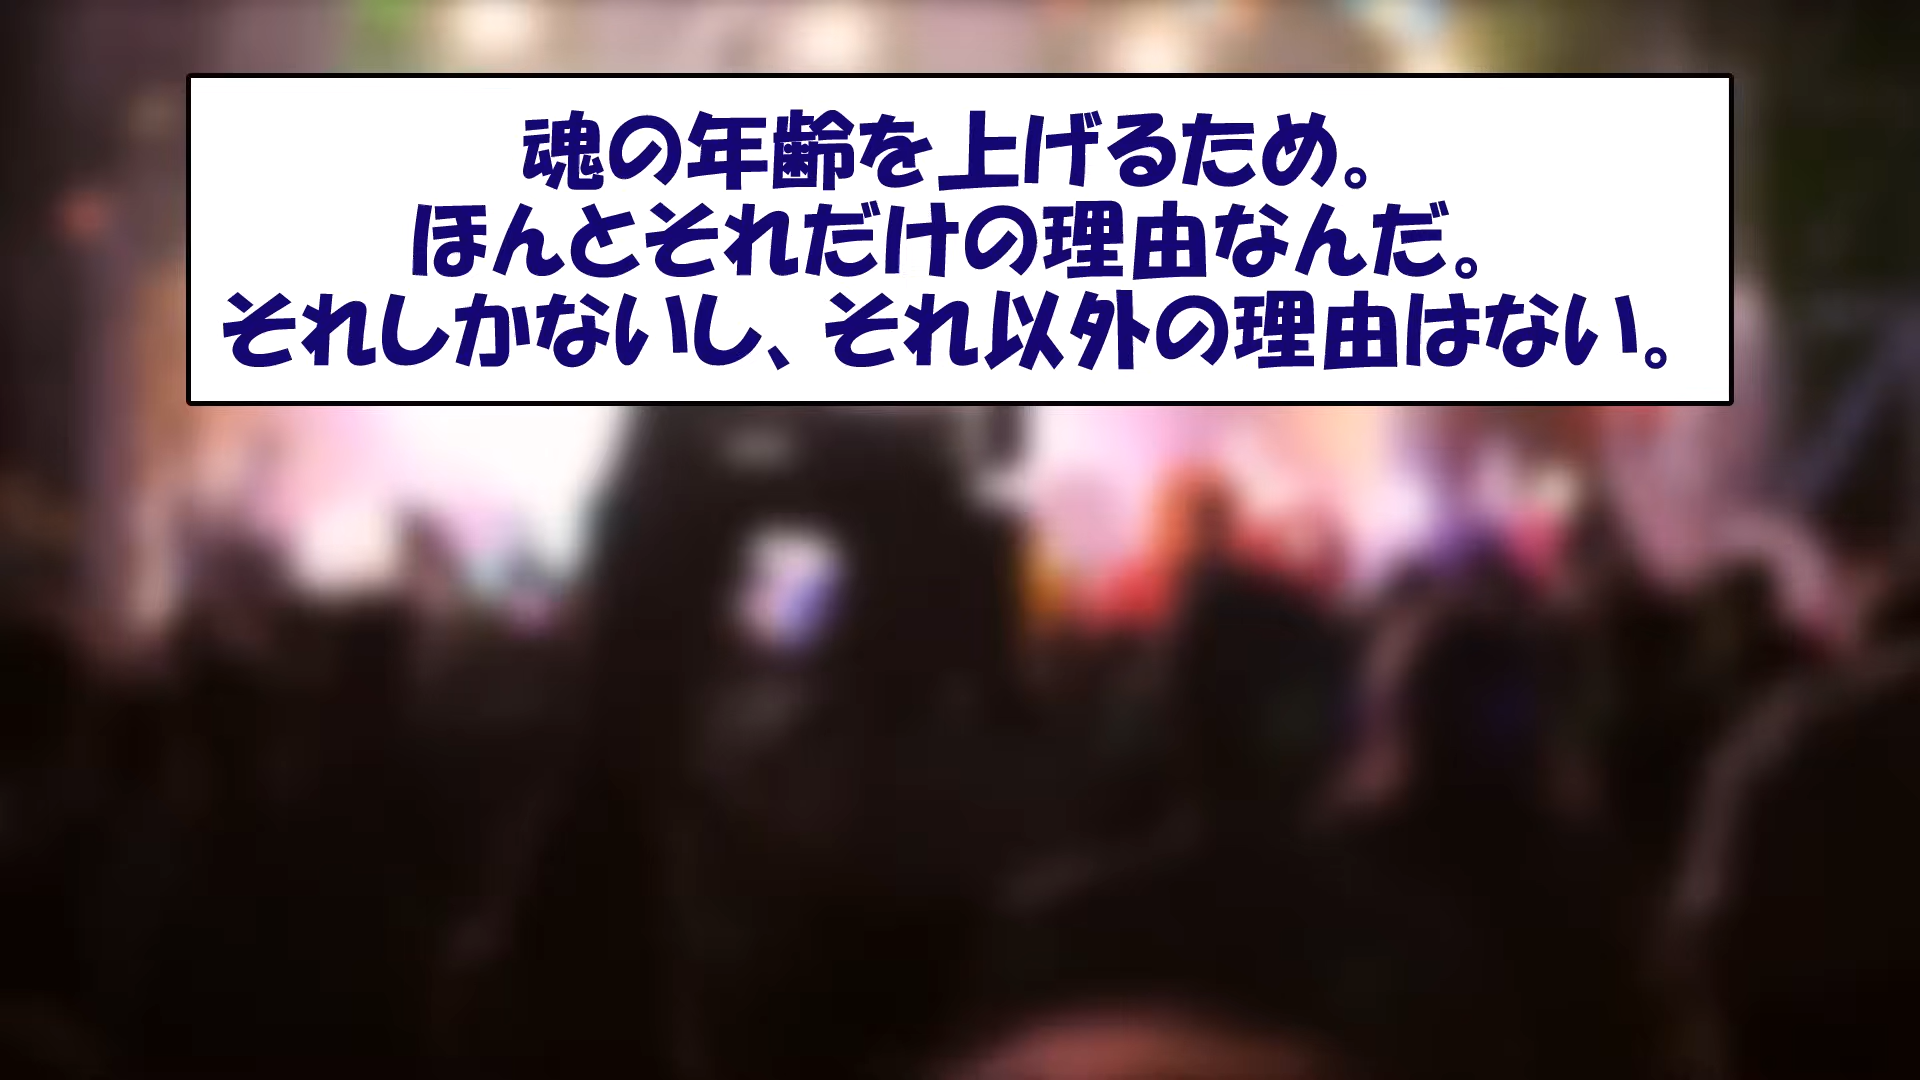 魂の年齢を上げるため。
ほんとそれだけの理由なんだ。
それしかないし、それ以外の理由はない。